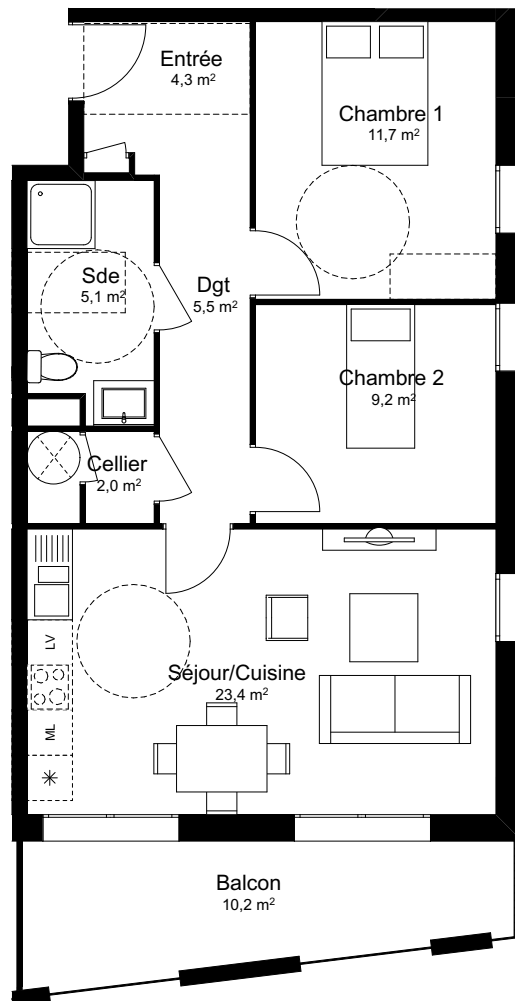 Entrée
4,3 m²
Chambre 1
11,7 m²
Sde
5,1 m²
Dgt
5,5 m²
Chambre 2
9,2 m²
Cellier
2,0 m²
LV
Séjour/Cuisine
23,4 m²
ML
Balcon
10,2 m²